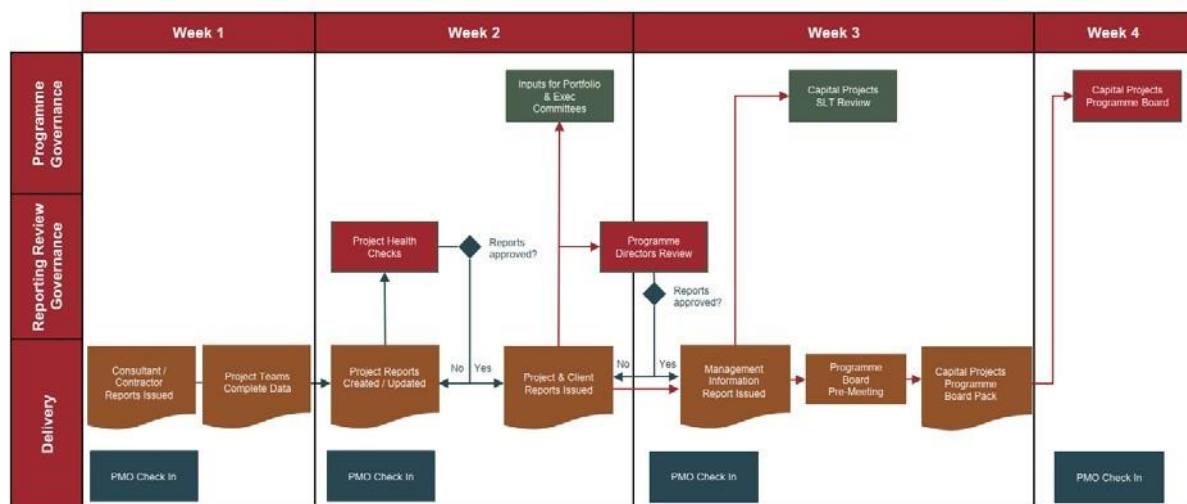 Week 1
Week 2
Week 3
Week 4
Programme
Governance
Inputs for Portfolio
& Exec
Committees
Capital Projects
SLT Review
Capital Projects
Programme Board
Reporting Review
Governance
Project Health
Checks
Reports
approved?
Programme
Directors Review
Reports
approved?
Delivery
Consultant /
Contractor
Reports Issued
Project Teams
Complete Data
Project Reports
Created / Updated
No
Yes
Project & Client
Reports Issued
No
Yes
Management
Information
Report Issued
Programme
Board
Pre-Meeting
Capital Projects
Programme
Board Pack
PMO Check In
PMO Check In
PMO Check In
PMO Check In